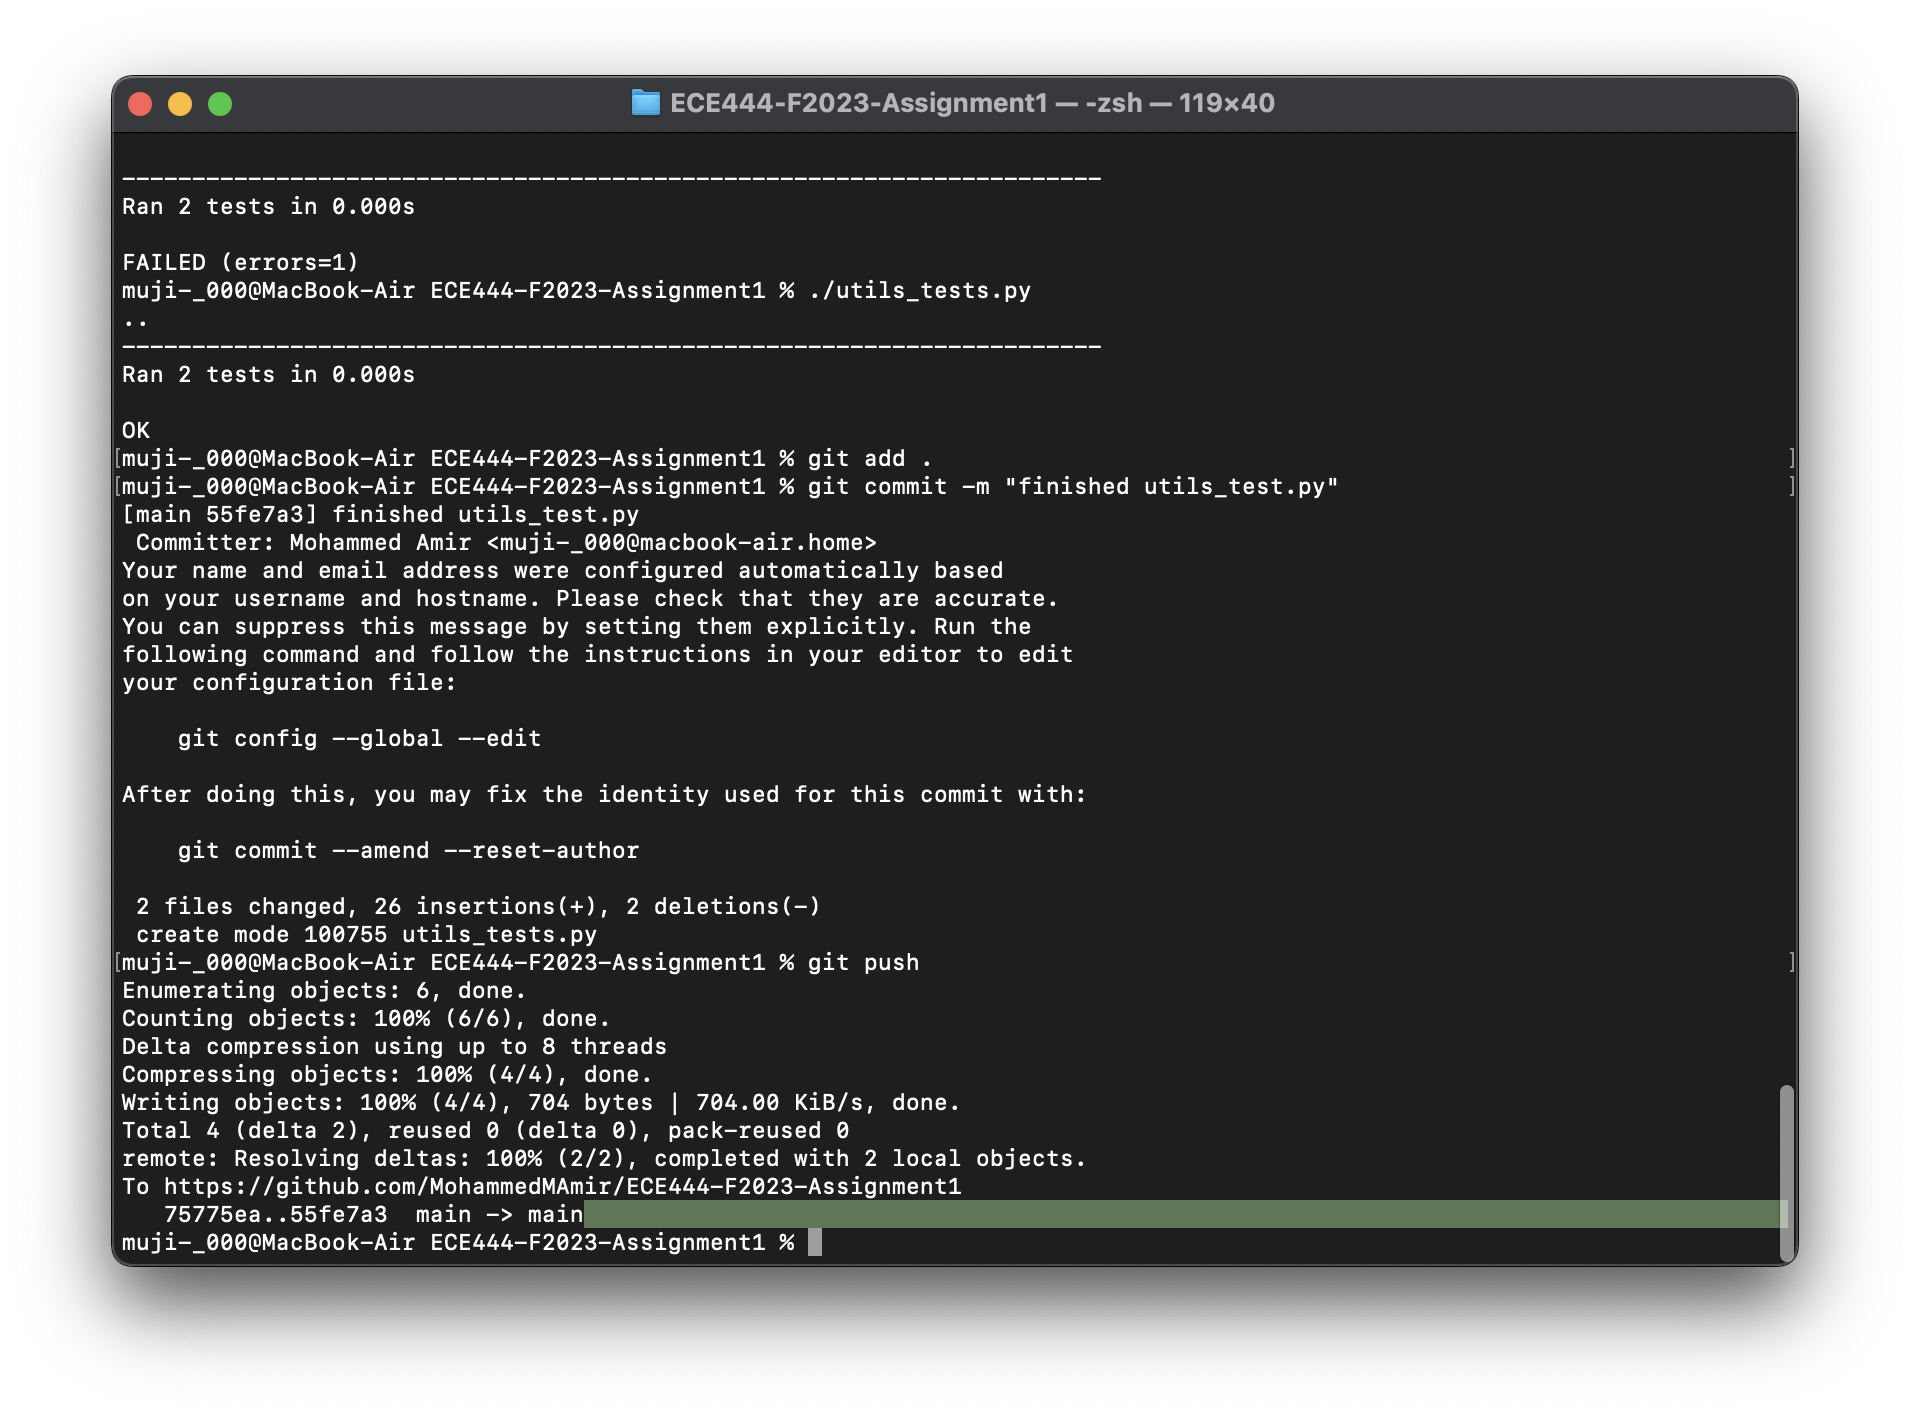 ECE444-F2023-Assignment1 — -zsh — 119×40
----------------------------------------------------------------------
Ran 2 tests in 0.000s
FAILED (errors=1)
muji-_000@MacBook-Air ECE444-F2023-Assignment1 % ./utils_tests.py
..
----------------------------------------------------------------------
Ran 2 tests in 0.000s
OK
[muji-_000@MacBook-Air ECE444-F2023-Assignment1 % git add . ]
[muji-_000@MacBook-Air ECE444-F2023-Assignment1 % git commit -m "finished utils_test.py" ]
[main 55fe7a3] finished utils_test.py
 Committer: Mohammed Amir <muji-_000@macbook-air.home>
Your name and email address were configured automatically based
on your username and hostname. Please check that they are accurate.
You can suppress this message by setting them explicitly. Run the
following command and follow the instructions in your editor to edit
your configuration file:
    git config --global --edit
After doing this, you may fix the identity used for this commit with:
    git commit --amend --reset-author
 2 files changed, 26 insertions(+), 2 deletions(-)
 create mode 100755 utils_tests.py
[muji-_000@MacBook-Air ECE444-F2023-Assignment1 % git push ]
Enumerating objects: 6, done.
Counting objects: 100% (6/6), done.
Delta compression using up to 8 threads
Compressing objects: 100% (4/4), done.
Writing objects: 100% (4/4), 704 bytes | 704.00 KiB/s, done.
Total 4 (delta 2), reused 0 (delta 0), pack-reused 0
remote: Resolving deltas: 100% (2/2), completed with 2 local objects.
To https://github.com/MohammedMAmir/ECE444-F2023-Assignment1
   75775ea..55fe7a3  main -> main
muji-_000@MacBook-Air ECE444-F2023-Assignment1 %